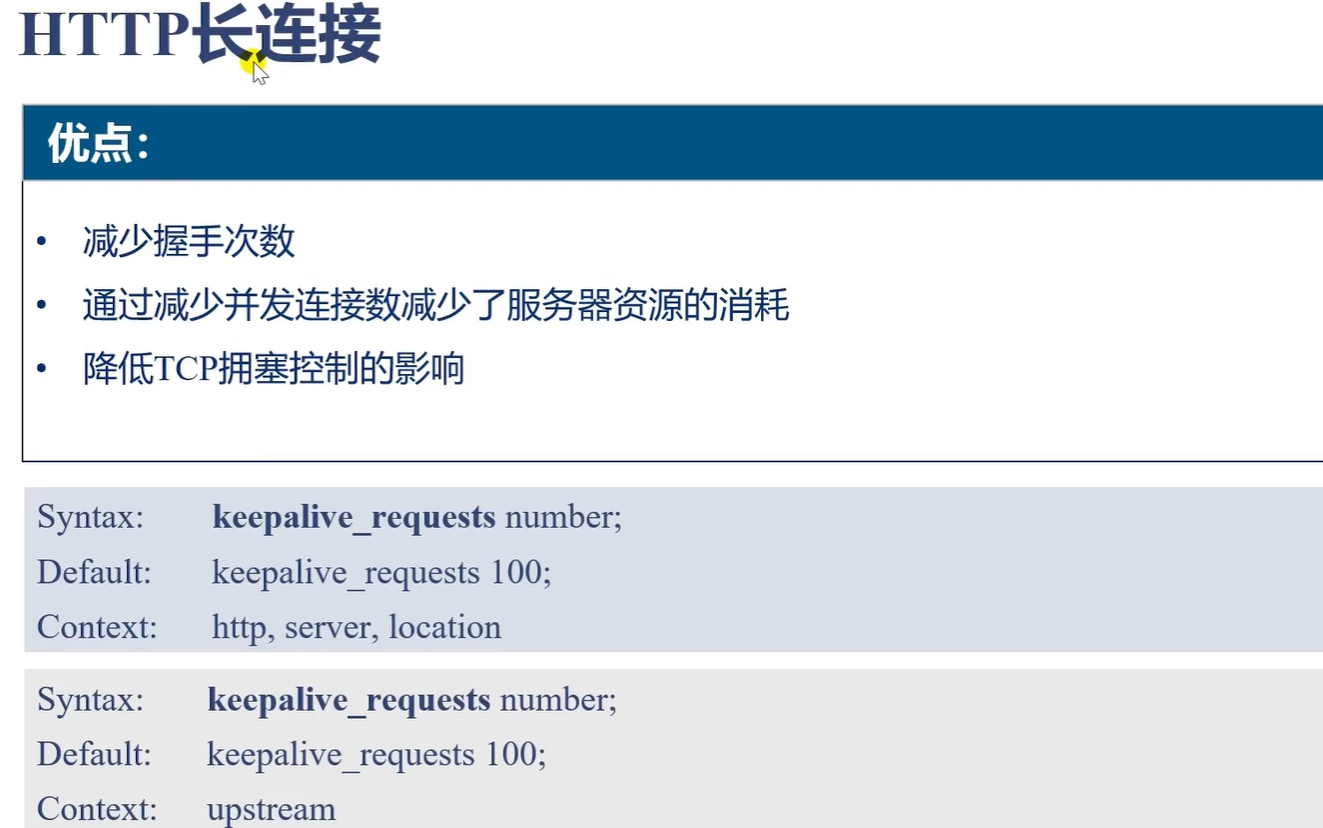 HTTP长连接
优点：
• 减少握手次数
• 通过减少并发连接数减少了服务器资源的消耗
• 降低TCP拥塞控制的影响
Syntax: keepalive_requests number;
Default: keepalive_requests 100;
Context: http, server, location
Syntax: keepalive_requests number;
Default: keepalive_requests 100;
Context: upstream